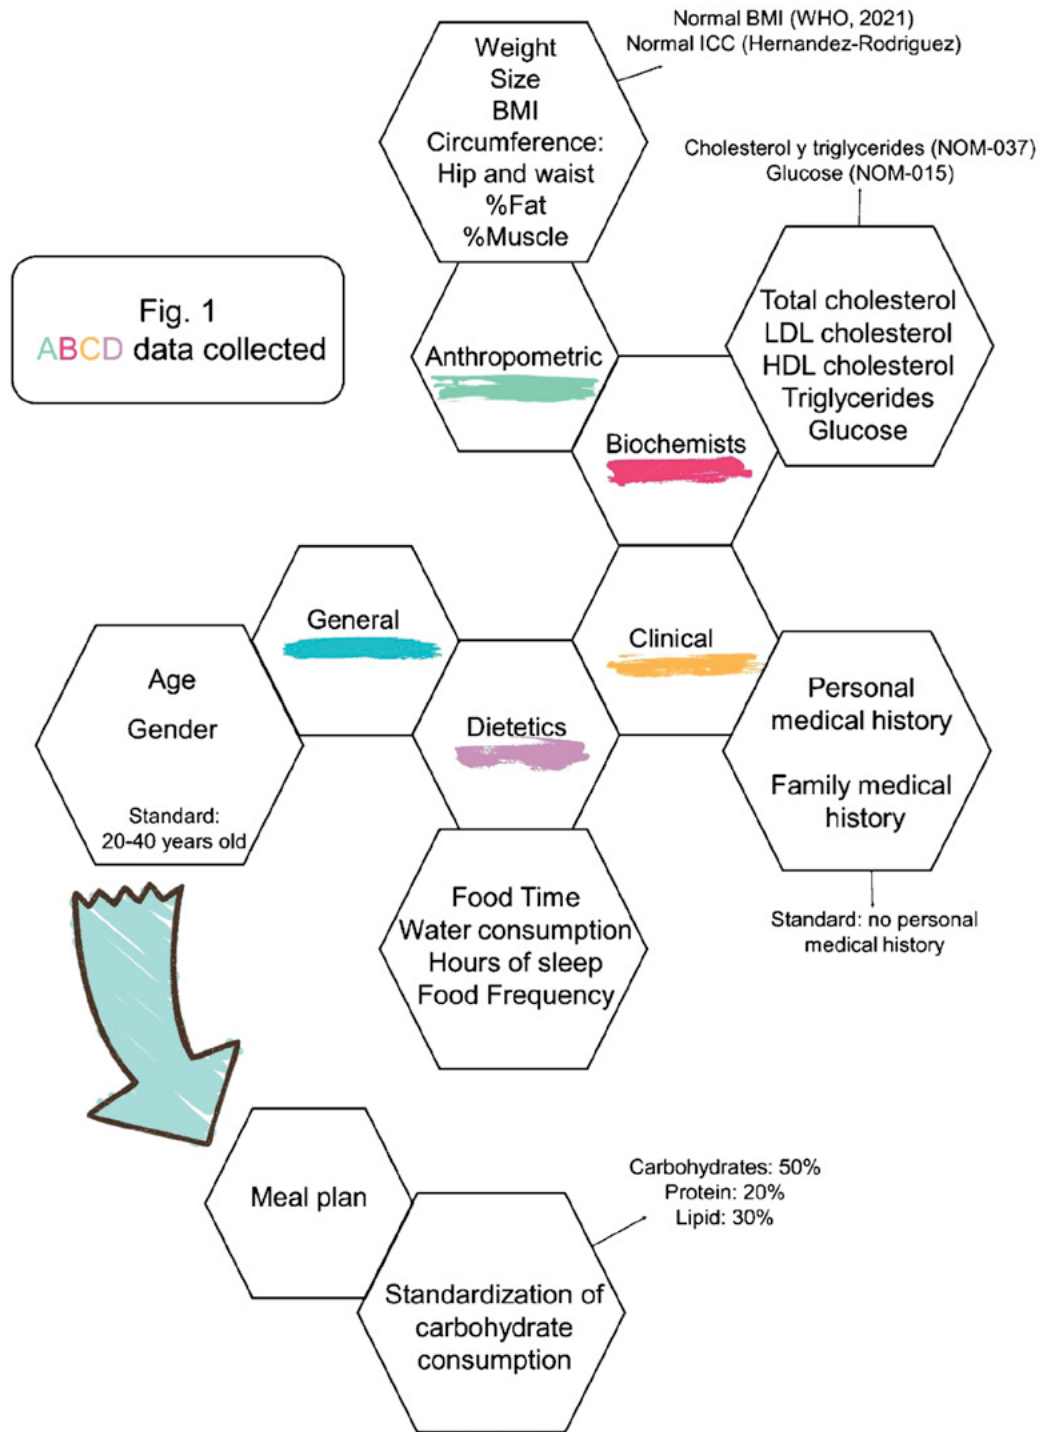 Normal BMI (WHO, 2021)
Normal ICC (Hernandez-Rodriguez)
Weight
Size
BMI
Circumference:
Hip and waist
%Fat
%Muscle
Cholesterol y triglycerides (NOM-037)
Glucose (NOM-015)
Fig. 1
ABCD data collected
Anthropometric
Total cholesterol
LDL cholesterol
HDL cholesterol
Triglycerides
Glucose
Biochemists
General
Clinical
Age
Gender
Standard:
20-40 years old
Dietetics
Personal
medical history
Family medical
history
Food Time
Water consumption
Hours of sleep
Food Frequency
Standard: no personal
medical history
Meal plan
Carbohydrates: 50%
Protein: 20%
Lipid: 30%
Standardization of
carbohydrate
consumption